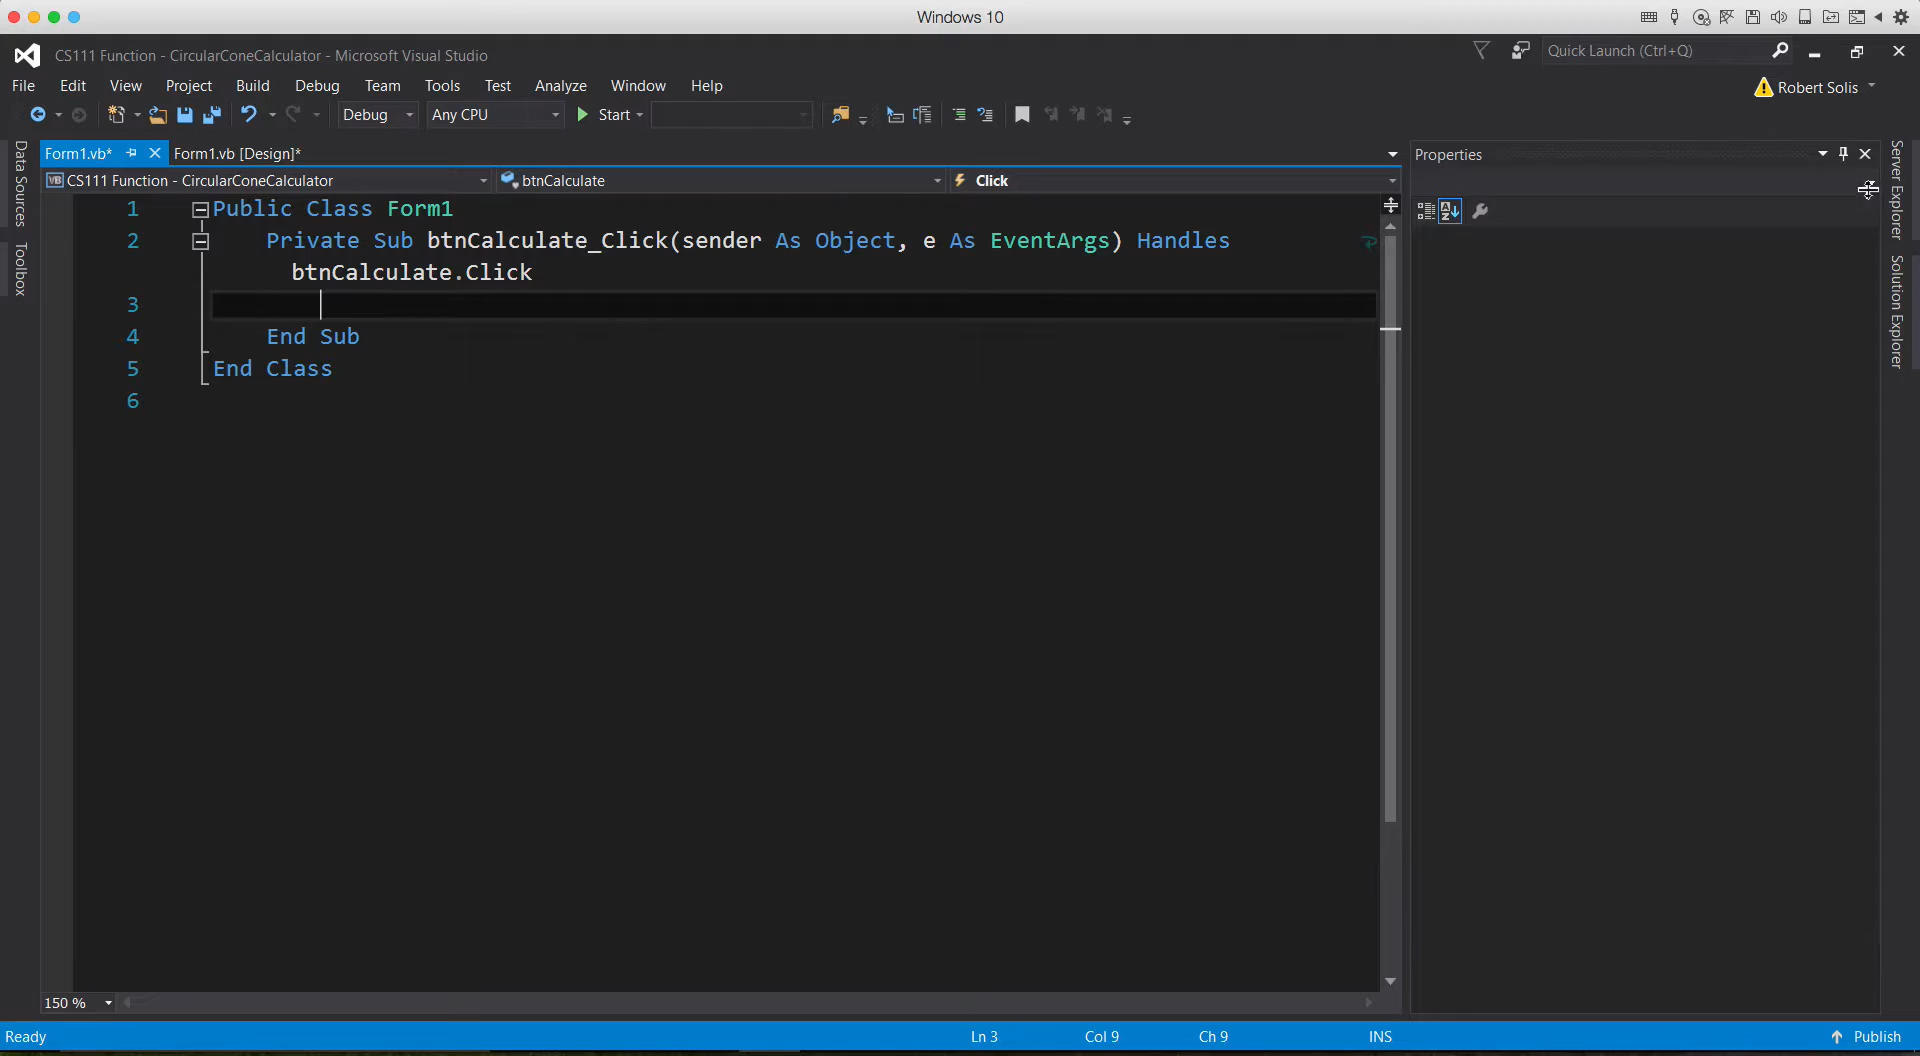 Windows 10
CS111 Function - CircularConeCalculator - Microsoft Visual Studio
Quick Launch (Ctrl+Q)
File Edit View Project Build Debug Team Tools Test Analyze Window Help
Robert Solis
Debug Any CPU Start
Data Sources
Toolbox
Form1.vb* Form1.vb [Design]*
CS111 Function - CircularConeCalculator btnCalculate Click
1 Public Class Form1
2 Private Sub btnCalculate_Click(sender As Object, e As EventArgs) Handles
btnCalculate.Click
3
4 End Sub
5 End Class
6
150 %
Properties
Server Explorer
Solution Explorer
Ready Ln 3 Col 9 Ch 9 INS Publish